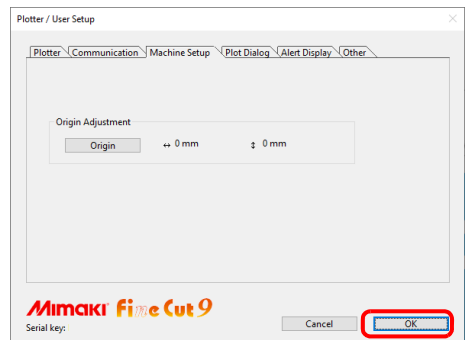 Plotter / User Setup
Plotter Communication Machine Setup Plot Dialog Alert Display Other
Origin Adjustment
Origin ↔ 0 mm ↕ 0 mm
Mimaki Fine Cut 9
Serial key:
Cancel OK